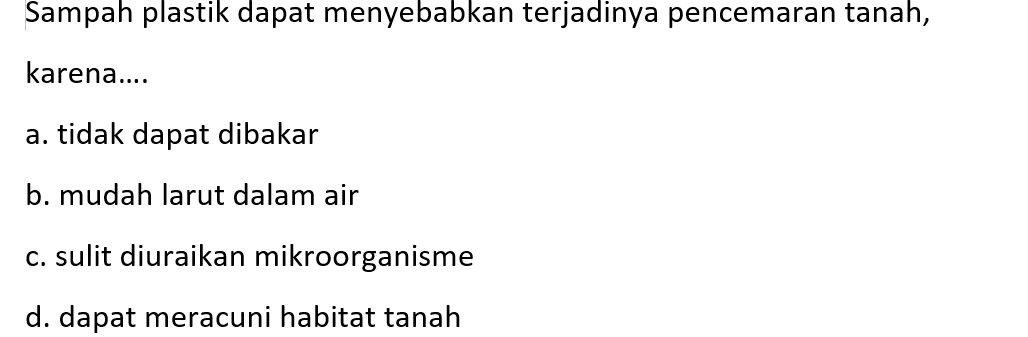 Sampah plastik dapat menyebabkan terjadinya pencemaran tanah,
karena....
a. tidak dapat dibakar
b. mudah larut dalam air
c. sulit diuraikan mikroorganisme
d. dapat meracuni habitat tanah